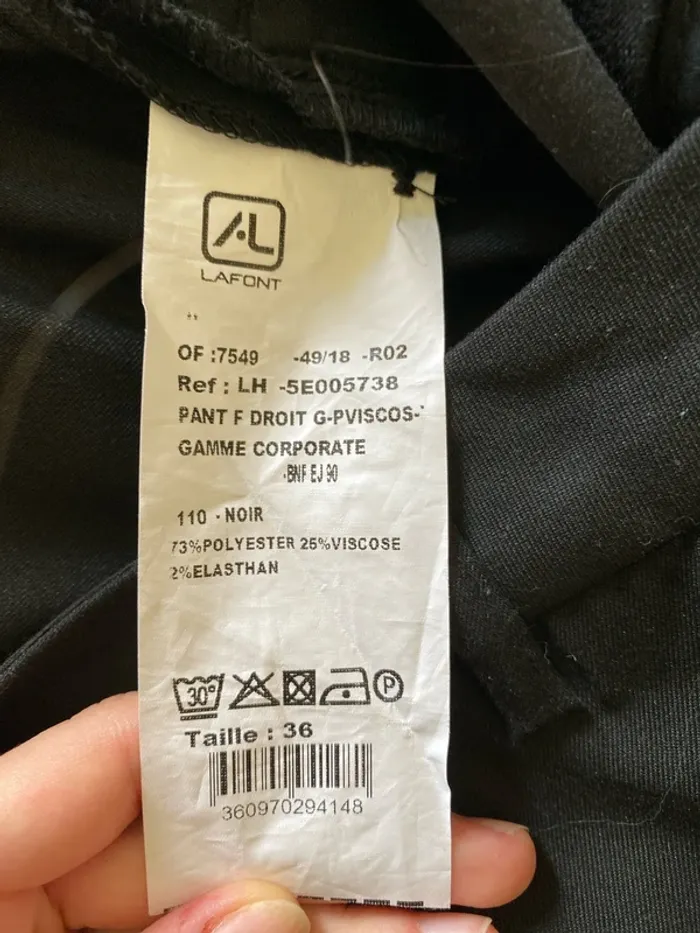 AL
LAFONT
OF :7549 -49/18 -R02
Ref : LH -5E005738
PANT F DROIT G-PVISCOS-
GAMME CORPORATE
-BNF EJ 90
110 - NOIR
73%POLYESTER 25%VISCOSE
2%ELASTHAN
30° P
Taille : 36
360970294148